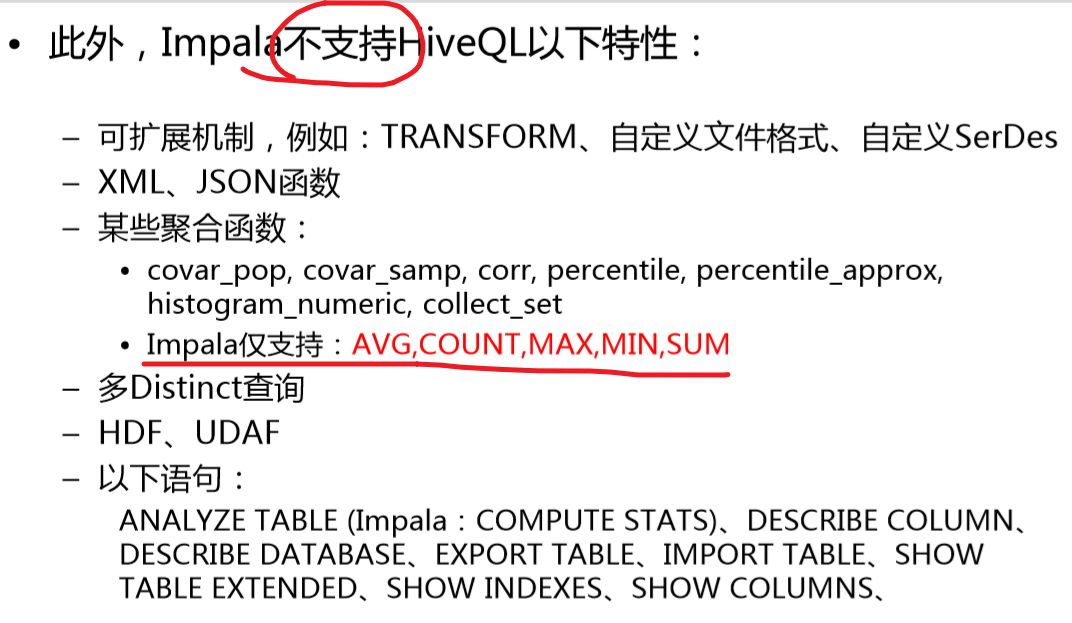 • 此外，Impala不支持HiveQL以下特性：
– 可扩展机制，例如：TRANSFORM、自定义文件格式、自定义SerDes
– XML、JSON函数
– 某些聚合函数：
• covar_pop, covar_samp, corr, percentile, percentile_approx,
histogram_numeric, collect_set
• Impala仅支持：AVG,COUNT,MAX,MIN,SUM
– 多Distinct查询
– HDF、UDAF
– 以下语句：
ANALYZE TABLE (Impala：COMPUTE STATS)、DESCRIBE COLUMN、
DESCRIBE DATABASE、EXPORT TABLE、IMPORT TABLE、SHOW
TABLE EXTENDED、SHOW INDEXES、SHOW COLUMNS、